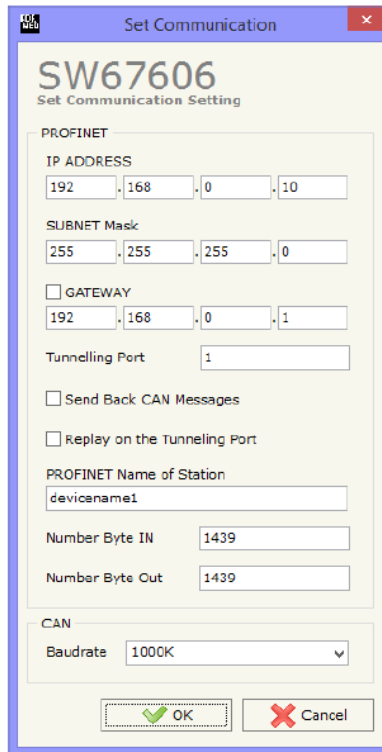 Set Communication
SW67606
Set Communication Setting
PROFINET
IP ADDRESS
192 . 168 . 0 . 10
SUBNET Mask
255 . 255 . 255 . 0
GATEWAY
192 . 168 . 0 . 1
Tunnelling Port 1
Send Back CAN Messages
Replay on the Tunneling Port
PROFINET Name of Station
devicename1
Number Byte IN 1439
Number Byte Out 1439
CAN
Baudrate 1000K
OK Cancel